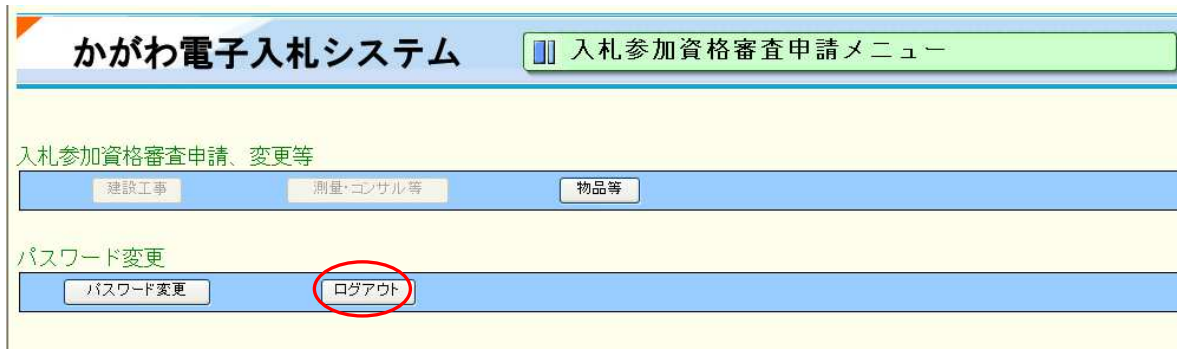 かがわ電子入札システム 入札参加資格審査申請メニュー
入札参加資格審査申請、変更等
建設工事 測量・コンサル等 物品等
パスワード変更
パスワード変更 ログアウト